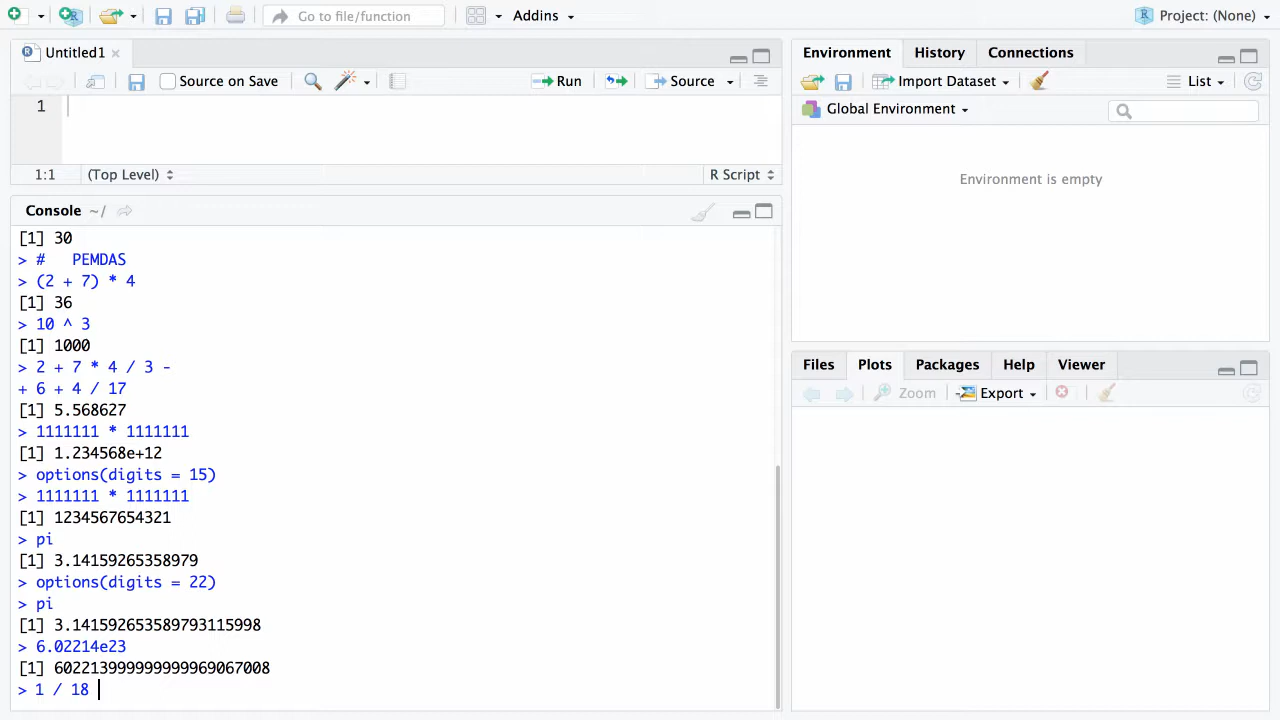 Go to file/function
Addins
Project: (None)
Untitled1
Source on Save
Run
Source
1
1:1
(Top Level)
R Script
Console ~/
[1] 30
> #   PEMDAS
> (2 + 7) * 4
[1] 36
> 10 ^ 3
[1] 1000
> 2 + 7 * 4 / 3 -
+ 6 + 4 / 17
[1] 5.568627
> 1111111 * 1111111
[1] 1.234568e+12
> options(digits = 15)
> 1111111 * 1111111
[1] 1234567654321
> pi
[1] 3.14159265358979
> options(digits = 22)
> pi
[1] 3.141592653589793115998
> 6.02214e23
[1] 602213999999999969067008
> 1 / 18
Environment
History
Connections
Import Dataset
List
Global Environment
Environment is empty
Files
Plots
Packages
Help
Viewer
Zoom
Export